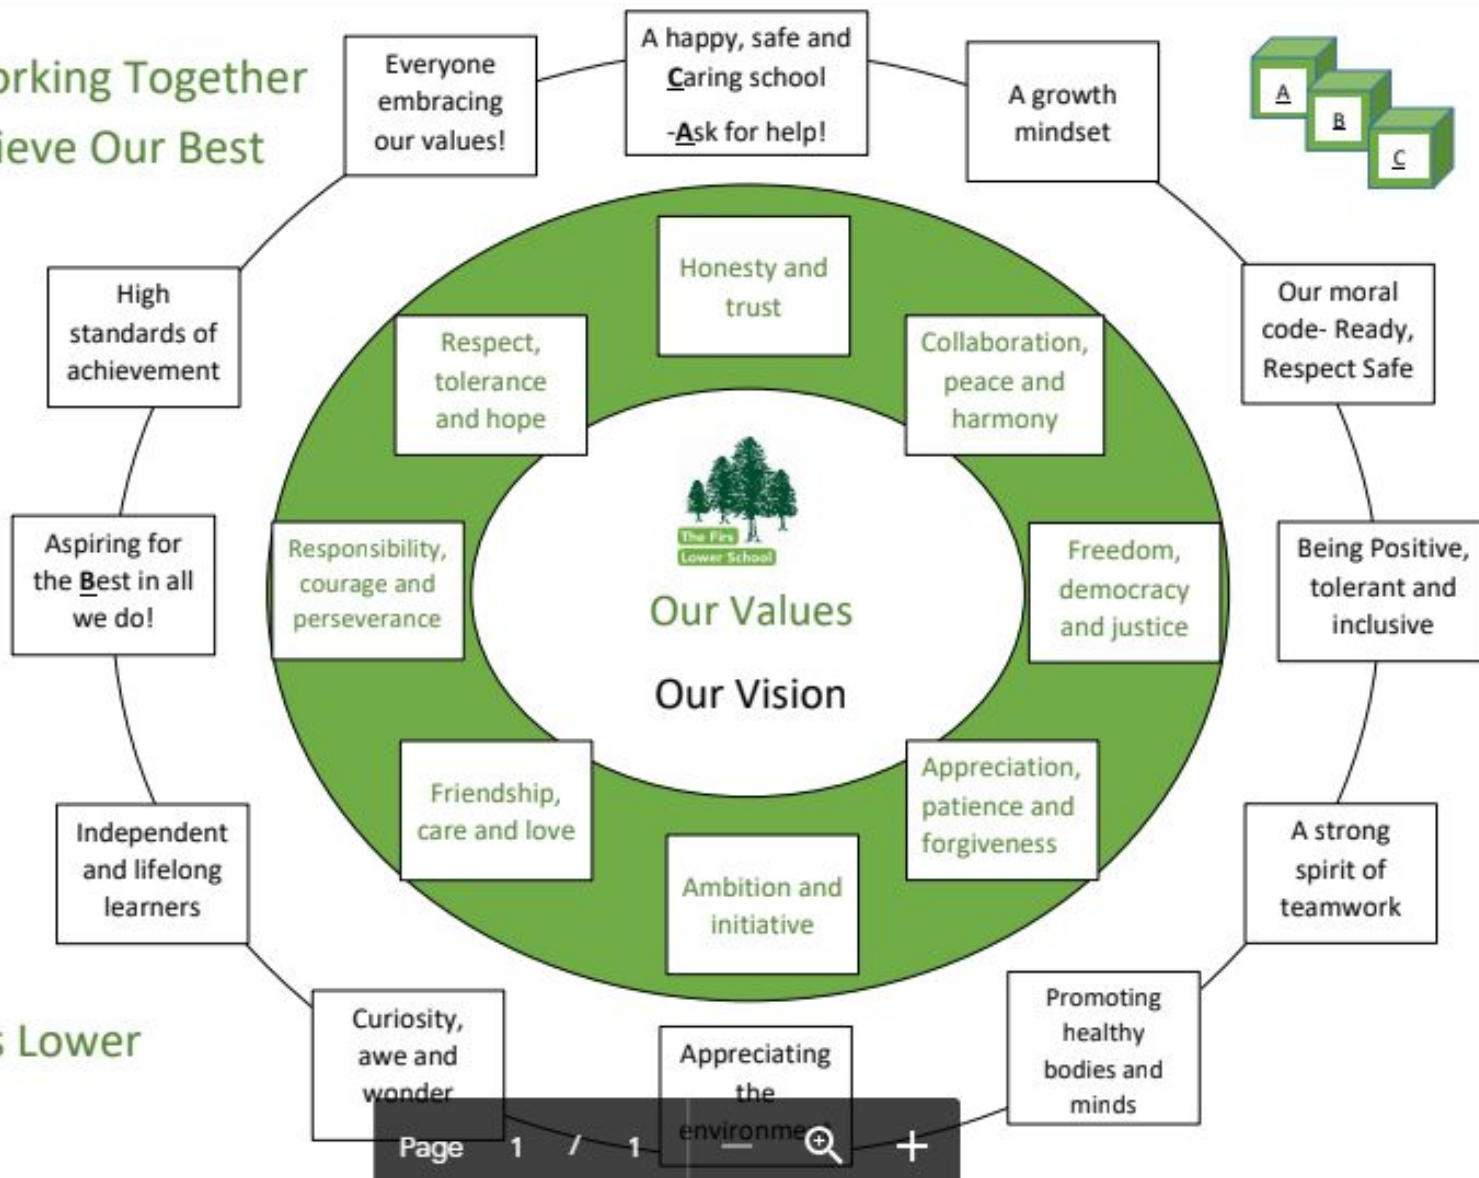 orking Together
ieve Our Best
Everyone
embracing
our values!
A happy, safe and
Caring school
-Ask for help!
A growth
mindset
A
B
C
High
standards of
achievement
Our moral
code- Ready,
Respect Safe
Aspiring for
the Best in all
we do!
Being Positive,
tolerant and
inclusive
Independent
and lifelong
learners
A strong
spirit of
teamwork
Curiosity,
awe and
wonder
Appreciating
the
environment
Promoting
healthy
bodies and
minds
Honesty and
trust
Respect,
tolerance
and hope
Collaboration,
peace and
harmony
Responsibility,
courage and
perseverance
Freedom,
democracy
and justice
Friendship,
care and love
Appreciation,
patience and
forgiveness
Ambition and
initiative
The Firs
Lower School
Our Values
Our Vision
s Lower
Page 1 / 1